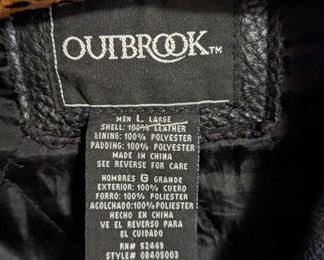 OUTBROOK™
MEN L LARGE
SHELL: 100% LEATHER
LINING: 100% POLYESTER
PADDING: 100% POLYESTER
MADE IN CHINA
SEE REVERSE FOR CARE
HOMBRES G GRANDE
EXTERIOR: 100% CUERO
FORRO: 100% POLIESTER
ACOLCHADO: 100% POLIESTER
HECHO EN CHINA
VE EL REVERSO PARA
EL CUIDADO
RN# 52469
STYLE# 08405003